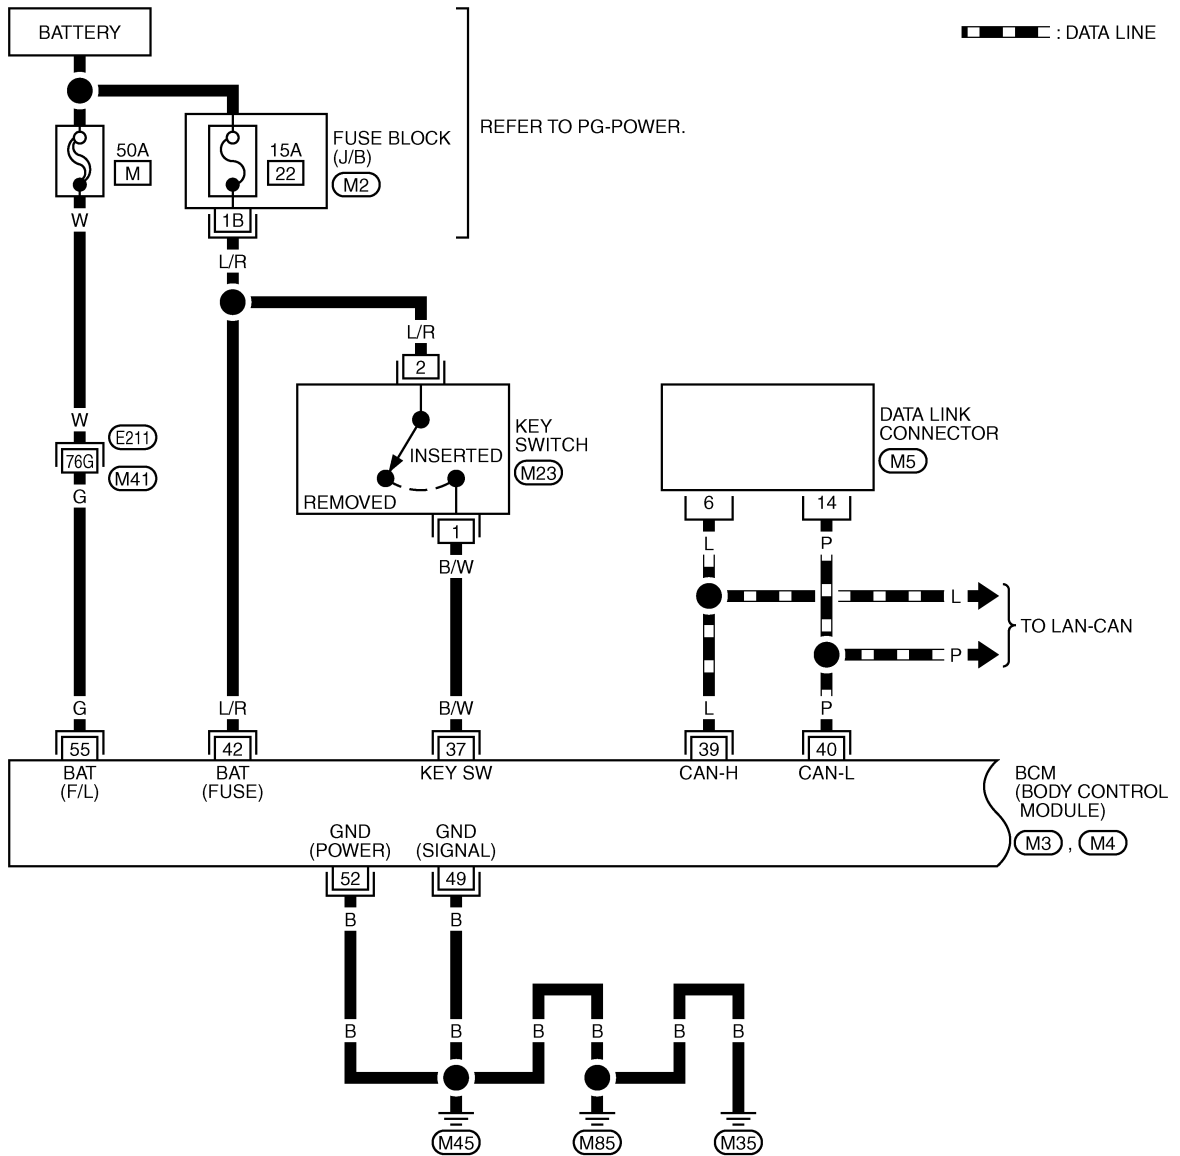 BATTERY
: DATA LINE
REFER TO PG-POWER.
50A
M
15A
22
FUSE BLOCK
(J/B)
M2
1B
W
L/R
L/R
2
W
E211
76G
M41
G
KEY
SWITCH
M23
INSERTED
REMOVED
1
B/W
DATA LINK
CONNECTOR
M5
6
14
L
P
L
P
TO LAN-CAN
G
L/R
B/W
L
P
55
42
37
39
40
BAT
(F/L)
BAT
(FUSE)
KEY SW
CAN-H
CAN-L
BCM
(BODY CONTROL
MODULE)
M3 , M4
GND
(POWER)
GND
(SIGNAL)
52
49
B
B
B
B
B
B
B
B
M45
M85
M35